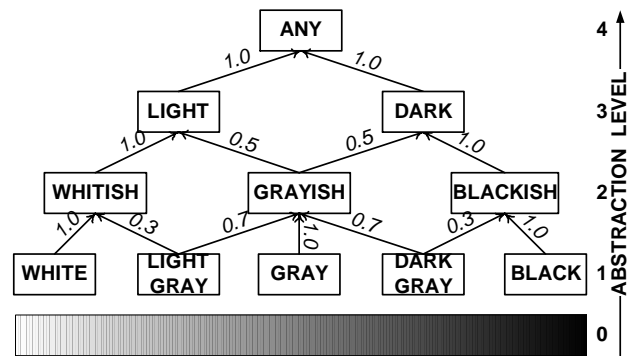 ANY
4
1.0
1.0
LIGHT
DARK
3
1.0
0.5
0.5
1.0
WHITISH
GRAYISH
BLACKISH
2
1.0
0.3
0.7
1.0
0.7
0.3
1.0
WHITE
LIGHT
GRAY
GRAY
DARK
GRAY
BLACK
1
0
ABSTRACTION LEVEL